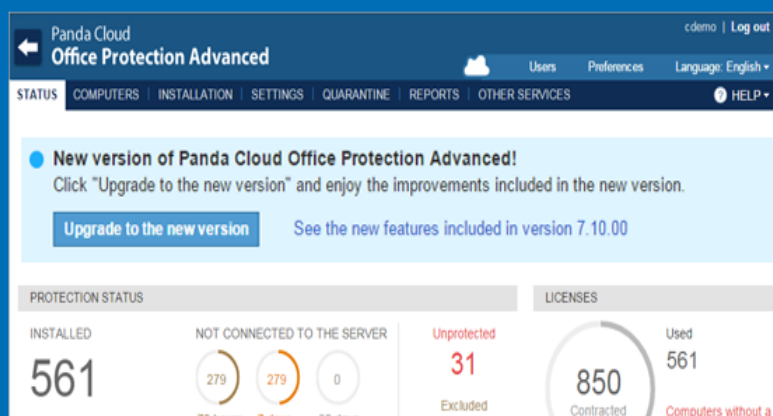 Panda Cloud
Office Protection Advanced
cdemo | Log out
Users Preferences Language: English
STATUS COMPUTERS INSTALLATION SETTINGS QUARANTINE REPORTS OTHER SERVICES
? HELP
New version of Panda Cloud Office Protection Advanced!
Click "Upgrade to the new version" and enjoy the improvements included in the new version.
Upgrade to the new version See the new features included in version 7.10.00
PROTECTION STATUS
INSTALLED
561
NOT CONNECTED TO THE SERVER
279 279 0
Unprotected
31
Excluded
LICENSES
850
Contracted
Used
561
Computers without a